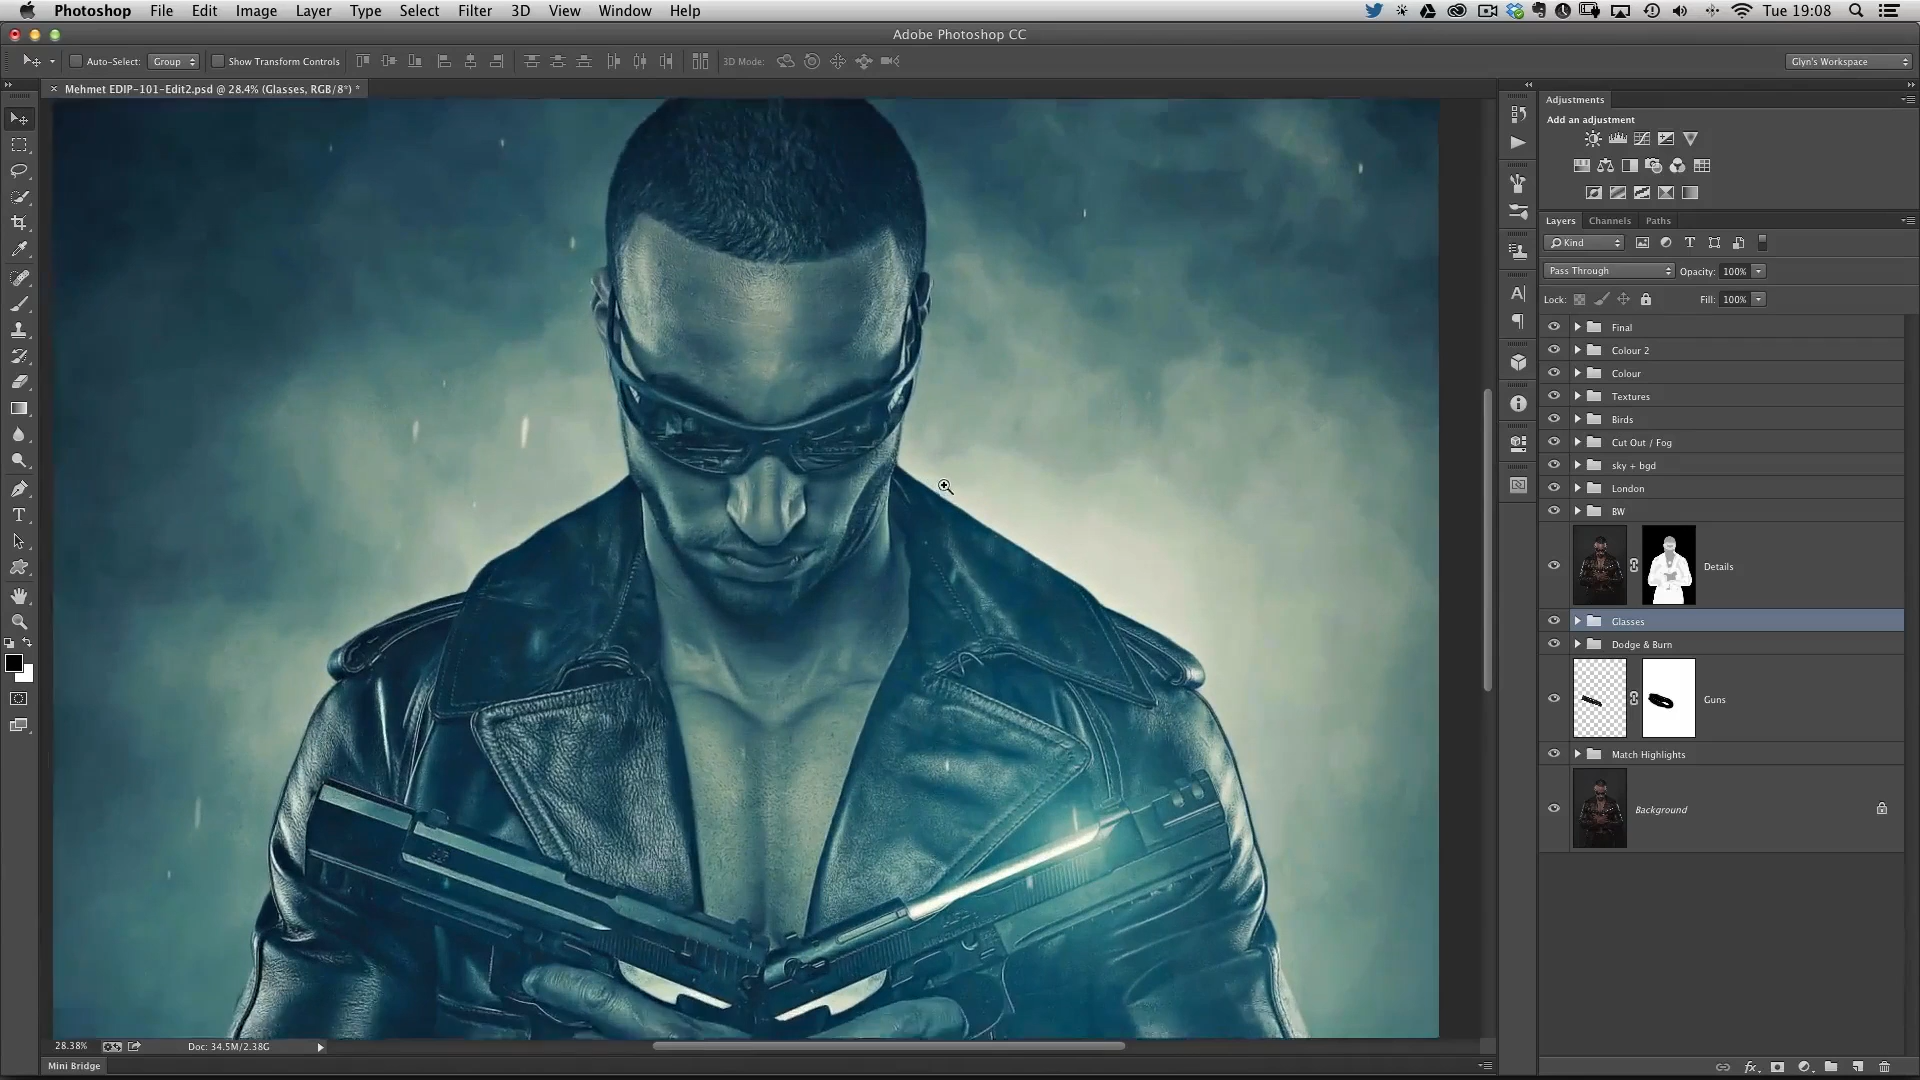 Photoshop File Edit Image Layer Type Select Filter 3D View Window Help Tue 19:08
Adobe Photoshop CC
Auto-Select: Group Show Transform Controls 3D Mode: Glyn's Workspace
× Mehmet EDIP-101-Edit2.psd @ 28.4% (Glasses, RGB/8*) *
Adjustments
Add an adjustment
Layers Channels Paths
Kind
Pass Through Opacity: 100%
Lock: Fill: 100%
Final
Colour 2
Colour
Textures
Birds
Cut Out / Fog
sky + bgd
London
BW
Details
Glasses
Dodge & Burn
Guns
Match Highlights
Background
28.38% Doc: 34.5M/2.38G
Mini Bridge